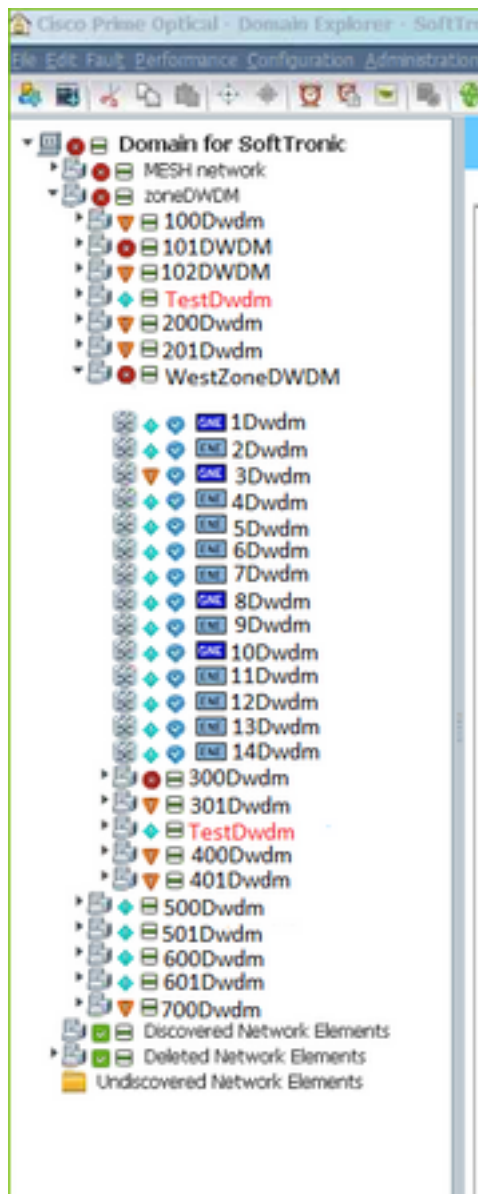 Cisco Prime Optical - Domain Explorer - SoftTr
File Edit Fault Performance Configuration Administration
Domain for SoftTronic
MESH network
zoneDWDM
100Dwdm
101DWDM
102DWDM
TestDwdm
200Dwdm
201Dwdm
WestZoneDWDM
GNE 1Dwdm
ENE 2Dwdm
GNE 3Dwdm
ENE 4Dwdm
ENE 5Dwdm
ENE 6Dwdm
ENE 7Dwdm
GNE 8Dwdm
ENE 9Dwdm
GNE 10Dwdm
ENE 11Dwdm
ENE 12Dwdm
ENE 13Dwdm
ENE 14Dwdm
300Dwdm
301Dwdm
TestDwdm
400Dwdm
401Dwdm
500Dwdm
501Dwdm
600Dwdm
601Dwdm
700Dwdm
Discovered Network Elements
Deleted Network Elements
Undiscovered Network Elements